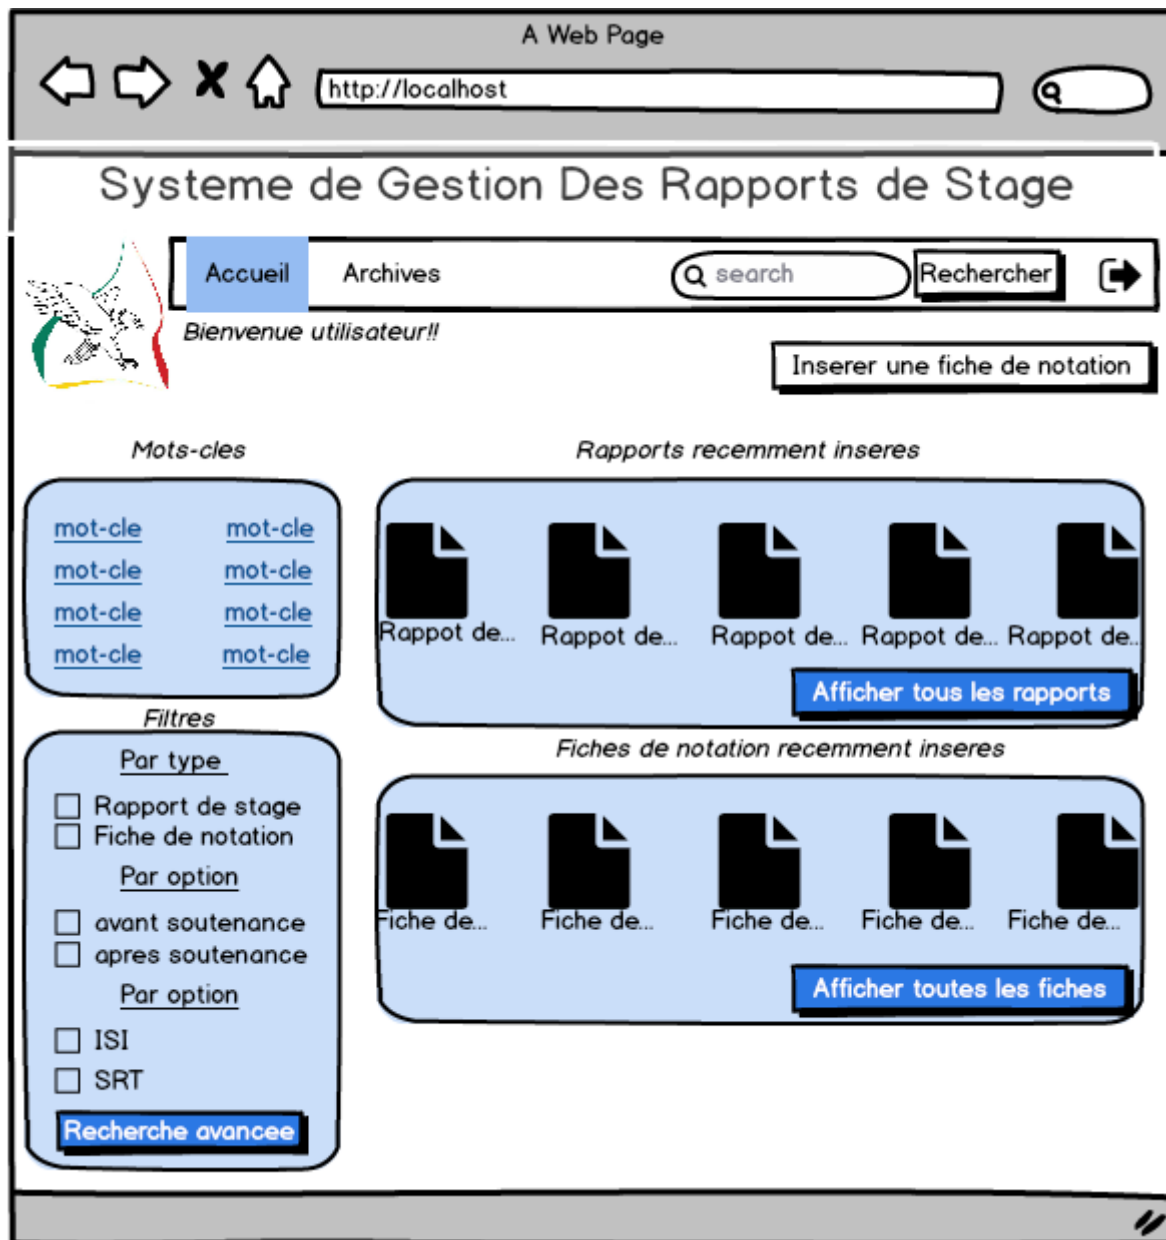 A Web Page
http://localhost
Systeme de Gestion Des Rapports de Stage
Accueil Archives search Rechercher
Bienvenue utilisateur!!
Inserer une fiche de notation
Mots-cles
mot-cle mot-cle
mot-cle mot-cle
mot-cle mot-cle
mot-cle mot-cle
Filtres
Par type
Rapport de stage
Fiche de notation
Par option
avant soutenance
apres soutenance
Par option
ISI
SRT
Recherche avancee
Rapports recemment inseres
Rappot de... Rappot de... Rappot de... Rappot de... Rappot de...
Afficher tous les rapports
Fiches de notation recemment inseres
Fiche de... Fiche de... Fiche de... Fiche de... Fiche de...
Afficher toutes les fiches